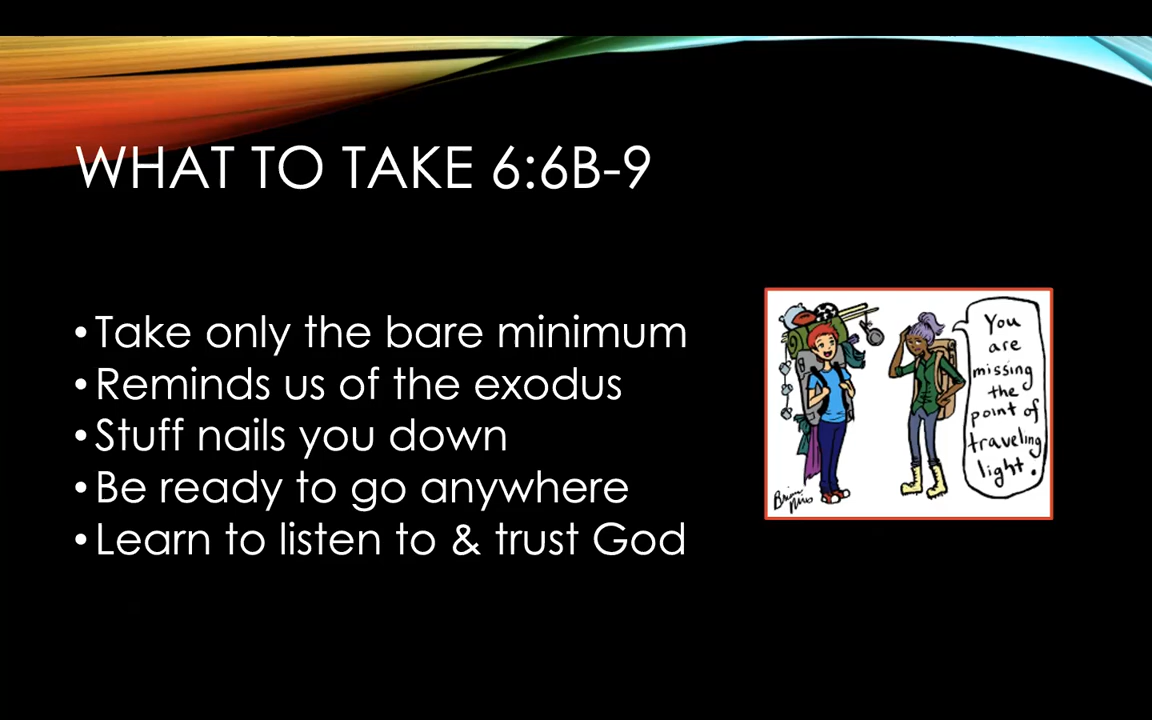 WHAT TO TAKE 6:6B-9
•Take only the bare minimum
•Reminds us of the exodus
•Stuff nails you down
•Be ready to go anywhere
•Learn to listen to & trust God
You
are
missing
the
point of
traveling
light.